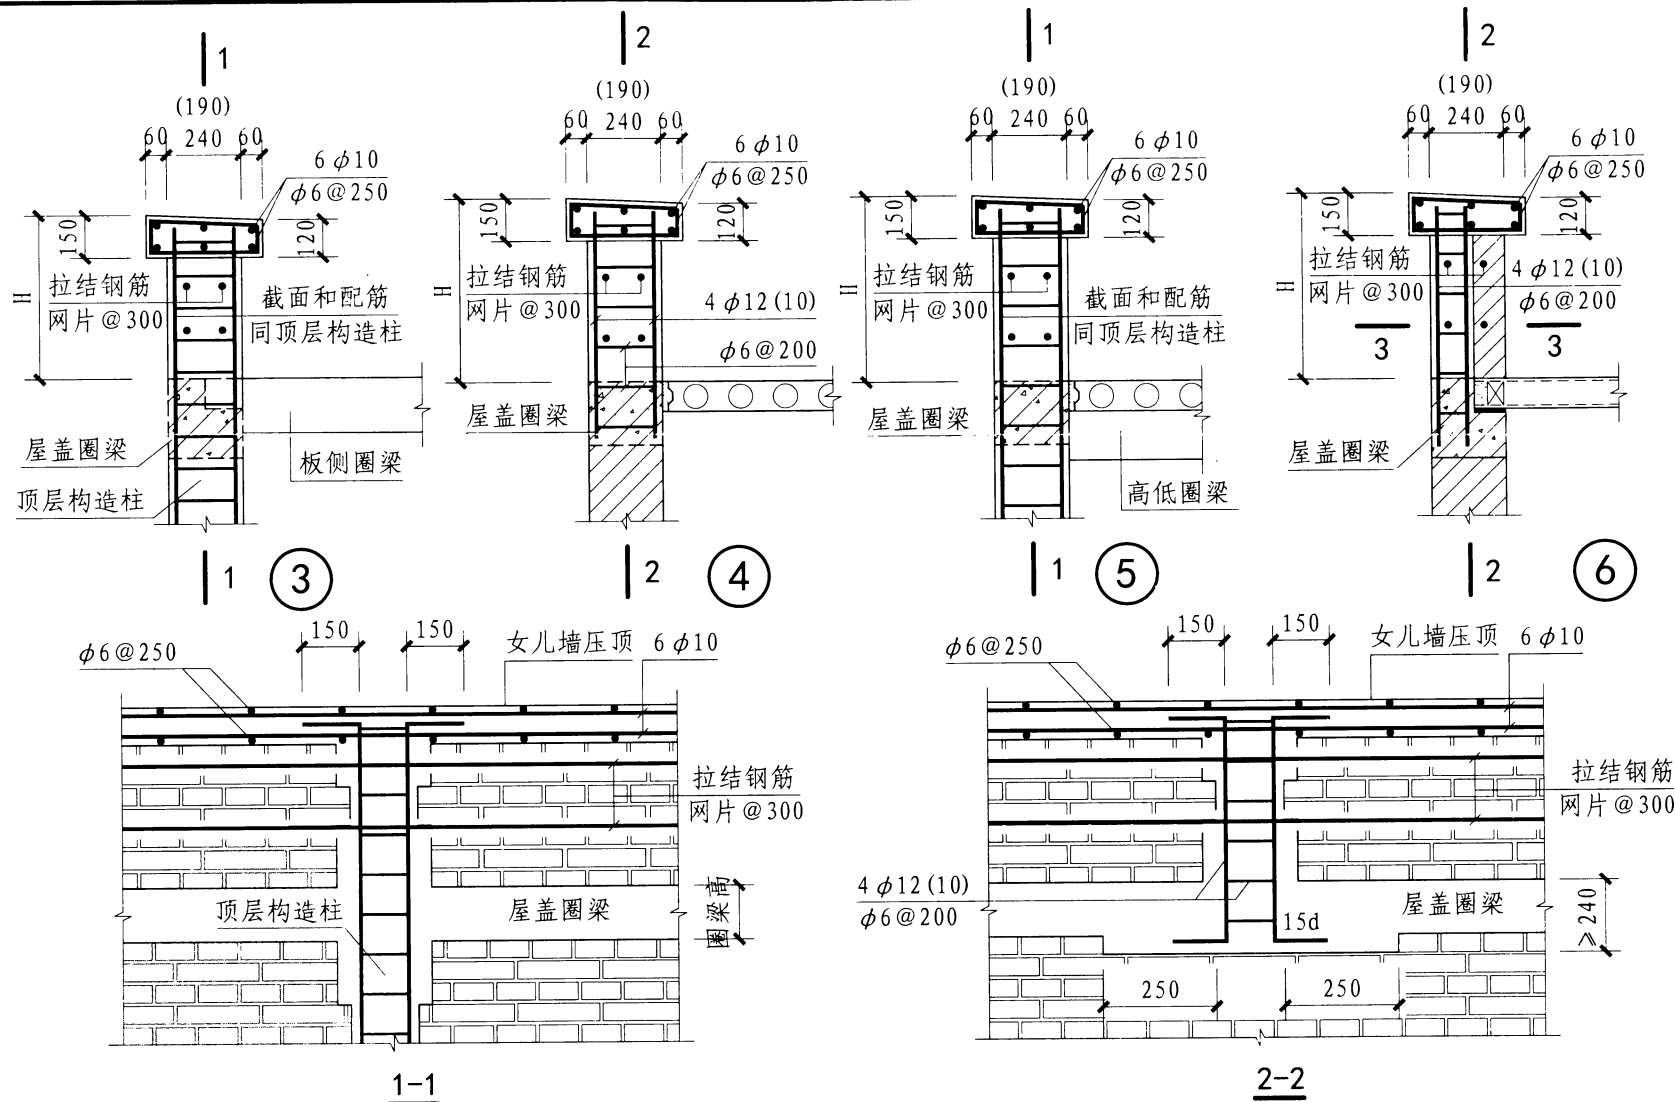 1
(190)
60 240 60
6ϕ10
ϕ6@250
150
120
H
拉结钢筋
网片@300
截面和配筋
同顶层构造柱
屋盖圈梁
顶层构造柱
板侧圈梁
1
3
2
(190)
60 240 60
6ϕ10
ϕ6@250
150
120
H
拉结钢筋
网片@300
4ϕ12(10)
ϕ6@200
屋盖圈梁
2
4
1
(190)
60 240 60
6ϕ10
ϕ6@250
150
120
H
拉结钢筋
网片@300
截面和配筋
同顶层构造柱
屋盖圈梁
高低圈梁
1
5
2
(190)
60 240 60
6ϕ10
ϕ6@250
150
120
H
拉结钢筋
网片@300
4ϕ12(10)
ϕ6@200
3
3
屋盖圈梁
2
6
150 150
ϕ6@250
女儿墙压顶
6ϕ10
拉结钢筋
网片@300
顶层构造柱
屋盖圈梁
圈梁高
1-1
150 150
ϕ6@250
女儿墙压顶
6ϕ10
拉结钢筋
网片@300
4ϕ12(10)
ϕ6@200
15d
屋盖圈梁
≥240
250 250
2-2